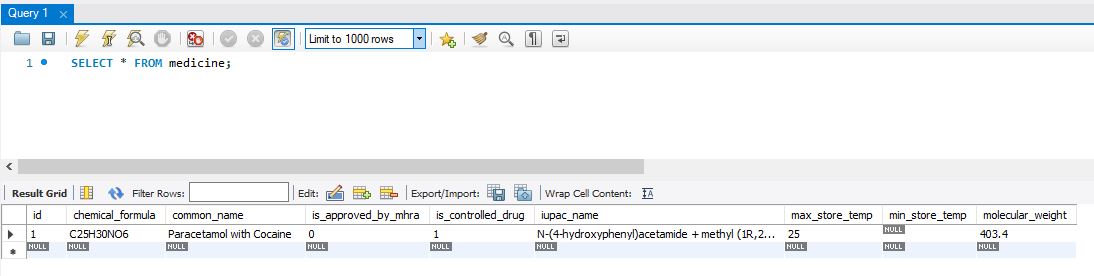 Query 1
Limit to 1000 rows
1 SELECT * FROM medicine;
Result Grid Filter Rows: Edit: Export/Import: Wrap Cell Content:
id chemical_formula common_name is_approved_by_mhra is_controlled_drug iupac_name max_store_temp min_store_temp molecular_weight
1 C25H30NO6 Paracetamol with Cocaine 0 1 N-(4-hydroxyphenyl)acetamide + methyl (1R,2... 25 NULL 403.4
NULL NULL NULL NULL NULL NULL NULL NULL NULL